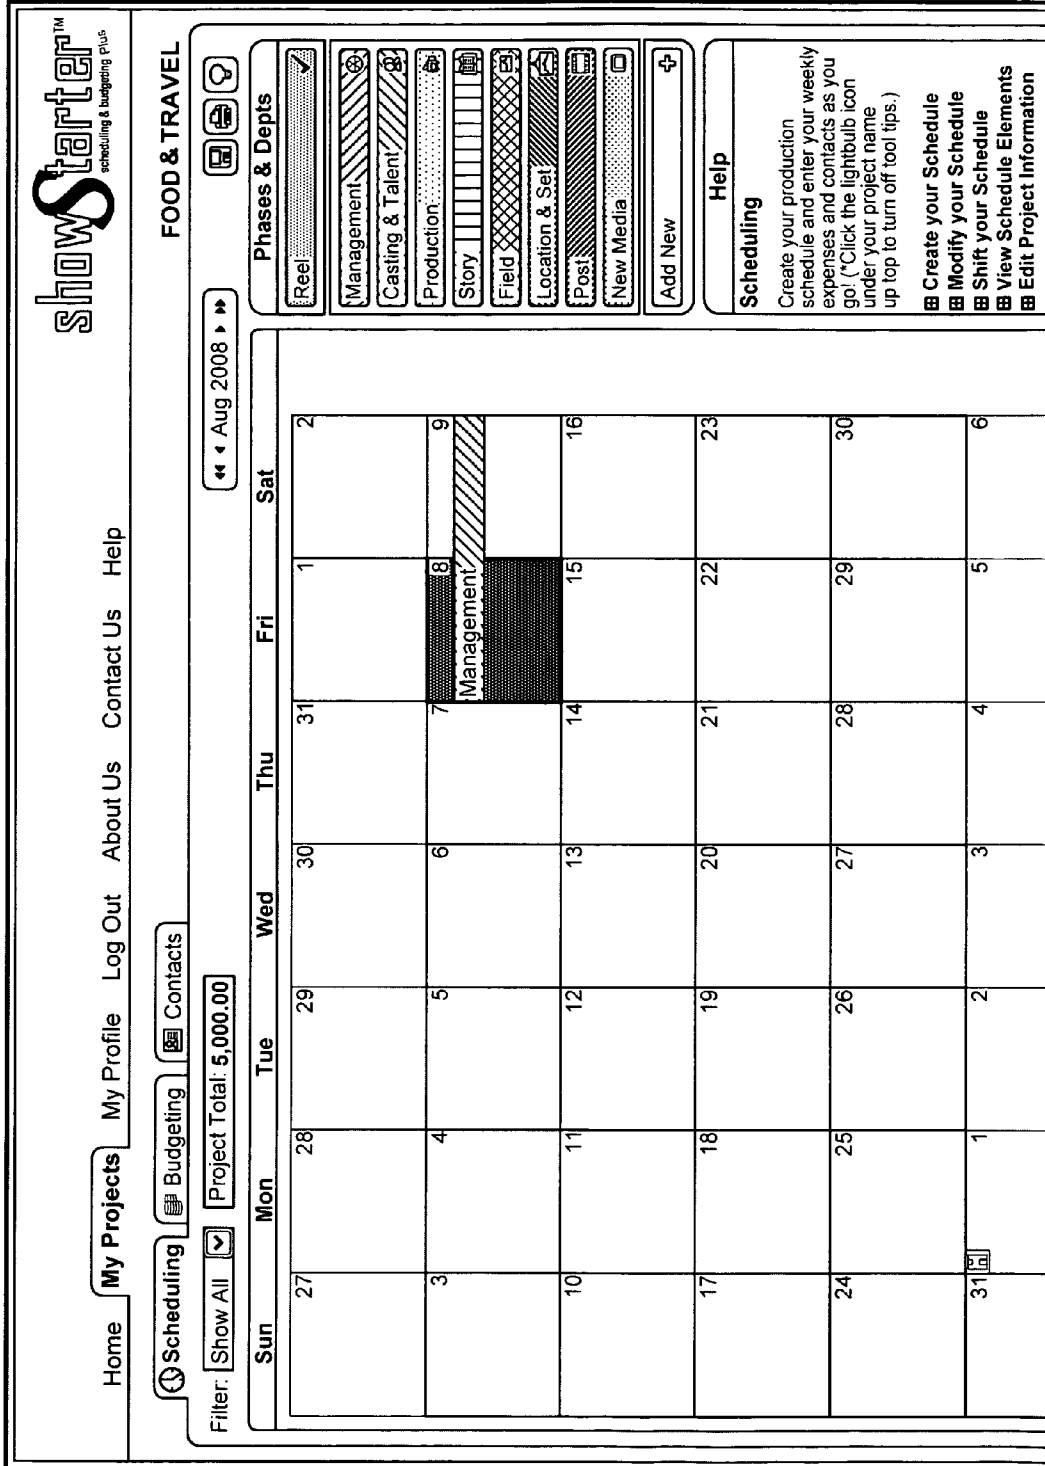 showStarter™
scheduling & budgeting Plus
Home My Projects My Profile Log Out About Us Contact Us Help
FOOD & TRAVEL
Scheduling Budgeting Contacts
Filter: Show All Project Total: 5,000.00
Aug 2008
Sun Mon Tue Wed Thu Fri Sat
27 28 29 30 31 1 2
3 4 5 6 7 8 9
Management
10 11 12 13 14 15 16
17 18 19 20 21 22 23
24 25 26 27 28 29 30
31 H 1 2 3 4 5 6
Phases & Depts
Reel
Management
Casting & Talent
Production
Story
Field
Location & Set
Post
New Media
Add New
Help
Scheduling
Create your production
schedule and enter your weekly
expenses and contacts as you
go! (*Click the lightbulb icon
under your project name
up top to turn off tool tips.)
Create your Schedule
Modify your Schedule
Shift your Schedule
View Schedule Elements
Edit Project Information